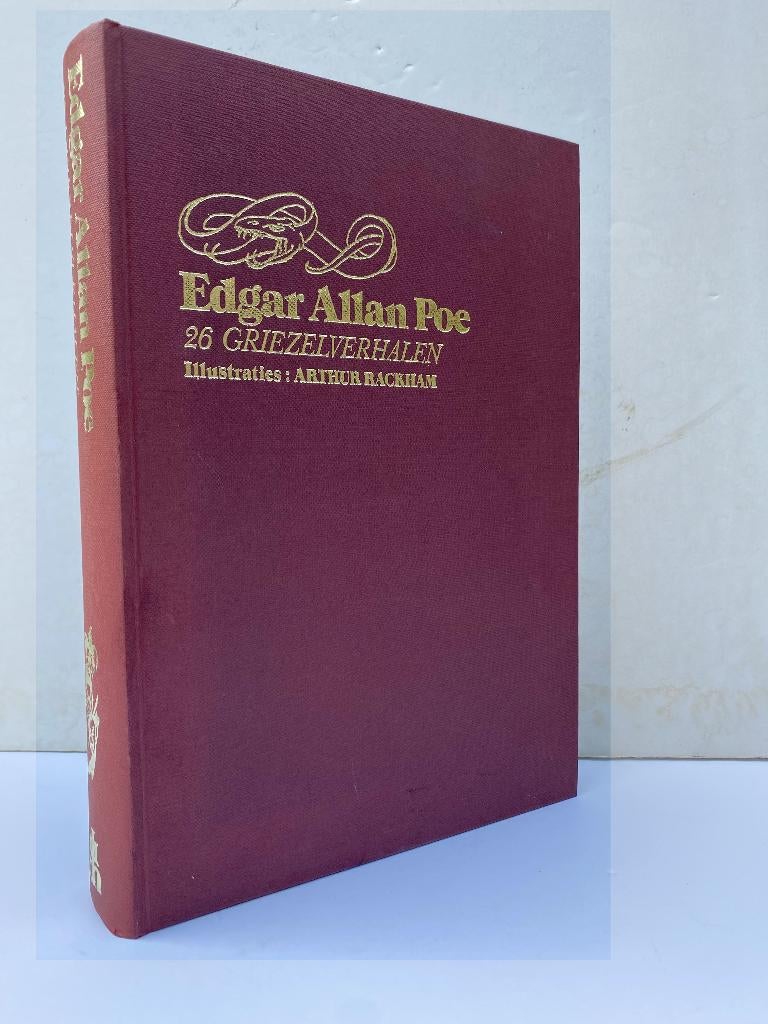 Edgar Allan Poe
Edgar Allan Poe
26 GRIEZELVERHALEN
Illustraties : ARTHUR RACKHAM